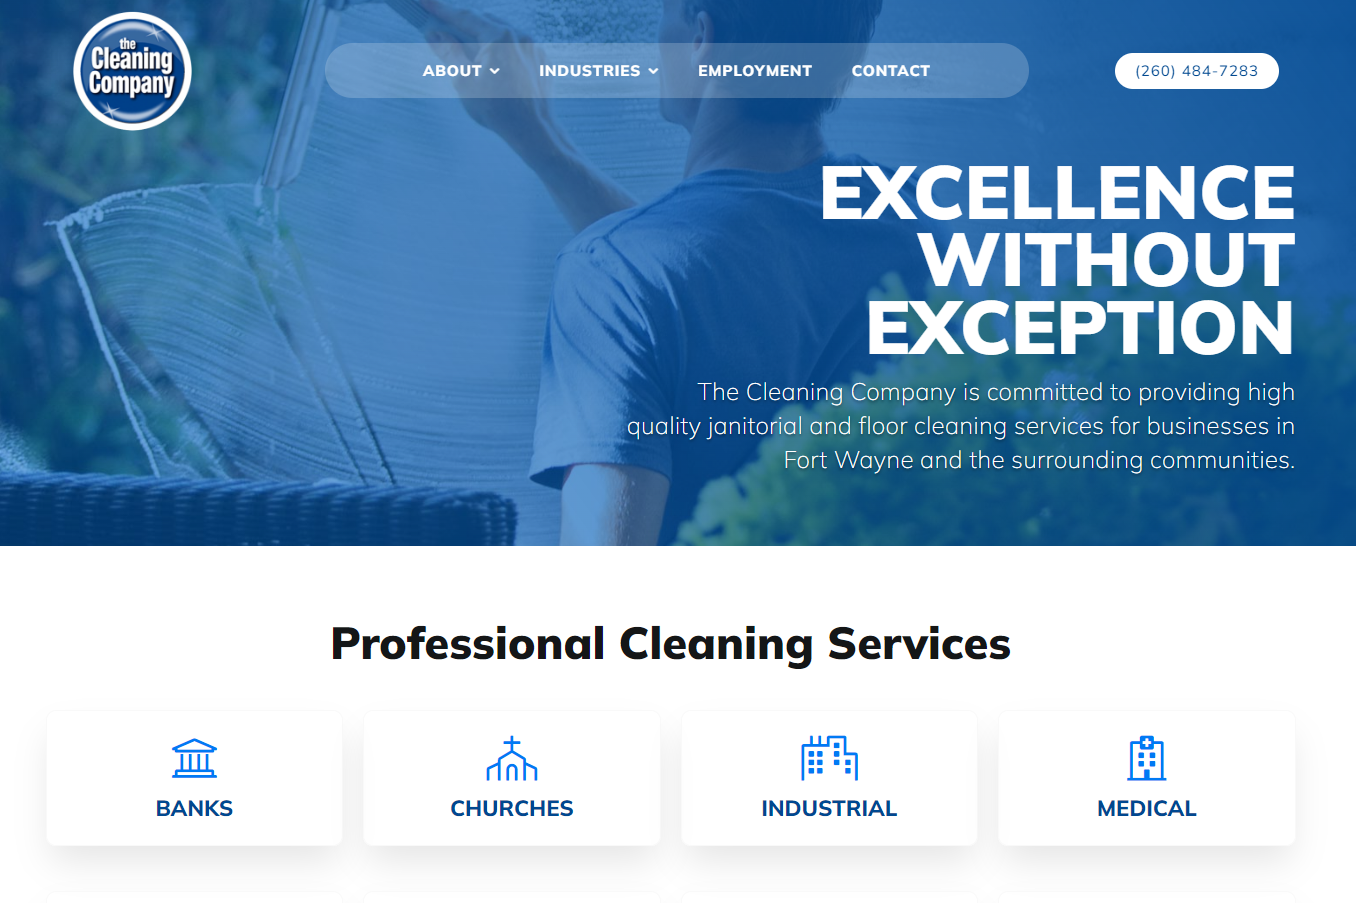 the
Cleaning
Company
ABOUT
INDUSTRIES
EMPLOYMENT
CONTACT
(260) 484-7283
EXCELLENCE
WITHOUT
EXCEPTION
The Cleaning Company is committed to providing high
quality janitorial and floor cleaning services for businesses in
Fort Wayne and the surrounding communities.
Professional Cleaning Services
BANKS
CHURCHES
INDUSTRIAL
MEDICAL